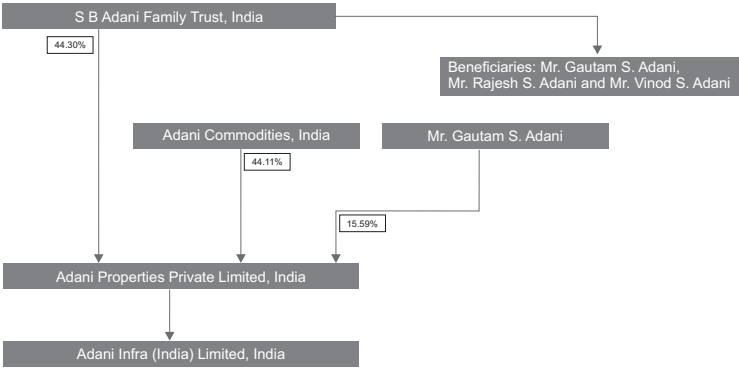 S B Adani Family Trust, India
44.30%
Beneficiaries: Mr. Gautam S. Adani,
Mr. Rajesh S. Adani and Mr. Vinod S. Adani
Adani Commodities, India
Mr. Gautam S. Adani
44.11%
15.59%
Adani Properties Private Limited, India
Adani Infra (India) Limited, India